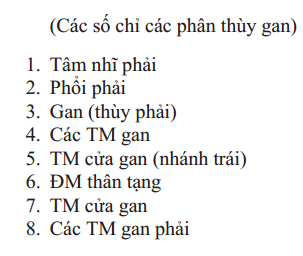 (Các số chỉ các phân thùy gan)
1. Tâm nhĩ phải
2. Phổi phải
3. Gan (thùy phải)
4. Các TM gan
5. TM cửa gan (nhánh trái)
6. ĐM thân tạng
7. TM cửa gan
8. Các TM gan phải